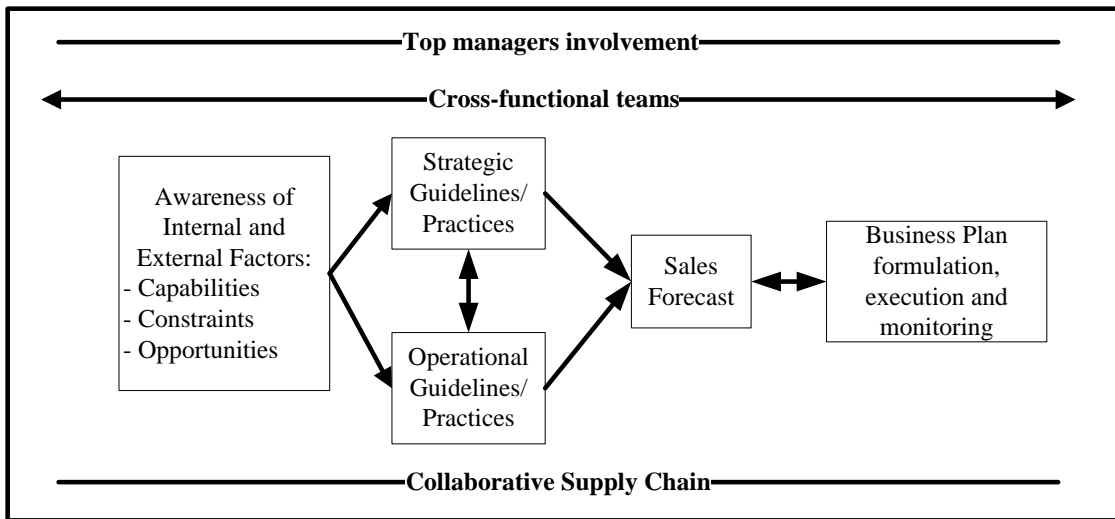 Top managers involvement
Cross-functional teams
Awareness of
Internal and
External Factors:
- Capabilities
- Constraints
- Opportunities
Strategic
Guidelines/
Practices
Operational
Guidelines/
Practices
Sales
Forecast
Business Plan
formulation,
execution and
monitoring
Collaborative Supply Chain